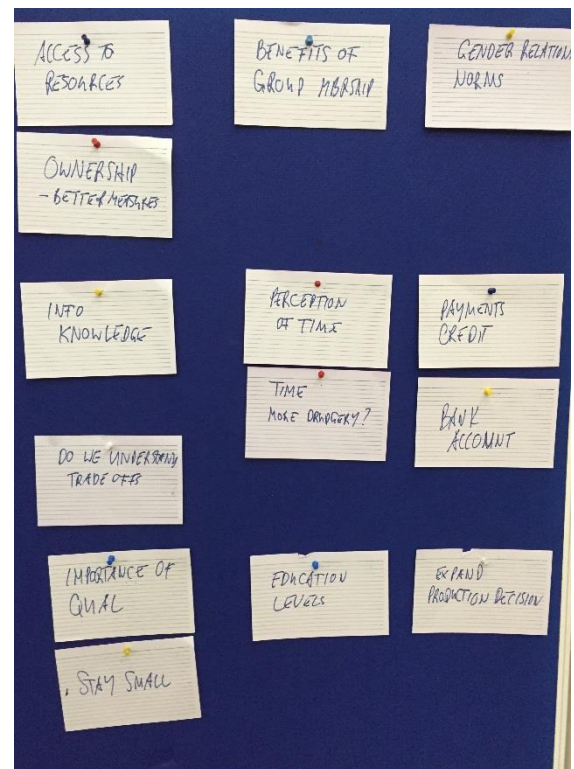 ACCESS TO
RESOURCES
BENEFITS OF
GROUP MBRSHIP
GENDER RELATION
NORMS
OWNERSHIP
- BETTER MEASURES
INFO
KNOWLEDGE
PERCEPTION
OF TIME
PAYMENTS
CREDIT
TIME
MORE DRUDGERY?
BANK
ACCOUNT
DO WE UNDERSTAND
TRADE OFFS
IMPORTANCE OF
QUAL
EDUCATION
LEVELS
EXPAND
PRODUCTION DECISION
. STAY SMALL